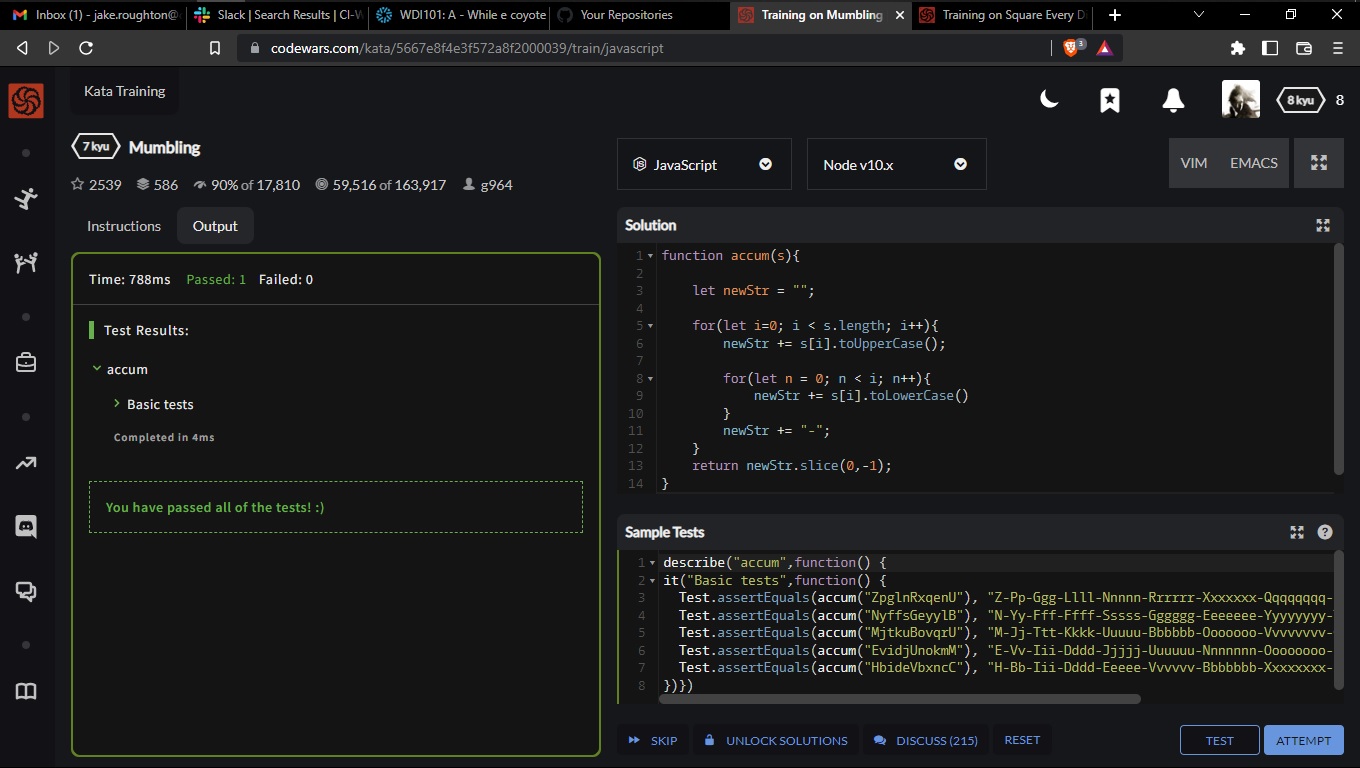 Inbox (1) - jake.roughton@
Slack | Search Results | CI-W
WDI101: A - While e coyote
Your Repositories
Training on Mumbling
Training on Square Every D
codewars.com/kata/5667e8f4e3f572a8f2000039/train/javascript
3
Kata Training
8 kyu
8
7 kyu
Mumbling
2539
586
90% of 17,810
59,516 of 163,917
g964
Instructions
Output
Time: 788ms
Passed: 1
Failed: 0
Test Results:
accum
Basic tests
Completed in 4ms
You have passed all of the tests! :)
JavaScript
Node v10.x
VIM
EMACS
Solution
1 function accum(s){
2
3 let newStr = "";
4
5 for(let i=0; i < s.length; i++){
6 newStr += s[i].toUpperCase();
7
8 for(let n = 0; n < i; n++){
9 newStr += s[i].toLowerCase()
10 }
11 newStr += "-";
12 }
13 return newStr.slice(0,-1);
14 }
Sample Tests
1 describe("accum",function() {
2 it("Basic tests",function() {
3 Test.assertEquals(accum("ZpglnRxqenU"), "Z-Pp-Ggg-Llll-Nnnnn-Rrrrrr-Xxxxxxx-Qqqqqqqq-
4 Test.assertEquals(accum("NyffsGeyylB"), "N-Yy-Fff-Ffff-Sssss-Gggggg-Eeeeeee-Yyyyyyyy-
5 Test.assertEquals(accum("MjtkuBovqrU"), "M-Jj-Ttt-Kkkk-Uuuuu-Bbbbbb-Ooooooo-Vvvvvvvv-
6 Test.assertEquals(accum("EvidjUnokmM"), "E-Vv-Iii-Dddd-Jjjjj-Uuuuuu-Nnnnnnn-Oooooooo-
7 Test.assertEquals(accum("HbideVbxncC"), "H-Bb-Iii-Dddd-Eeeee-Vvvvvv-Bbbbbbb-Xxxxxxxx-
8 })})
SKIP
UNLOCK SOLUTIONS
DISCUSS (215)
RESET
TEST
ATTEMPT